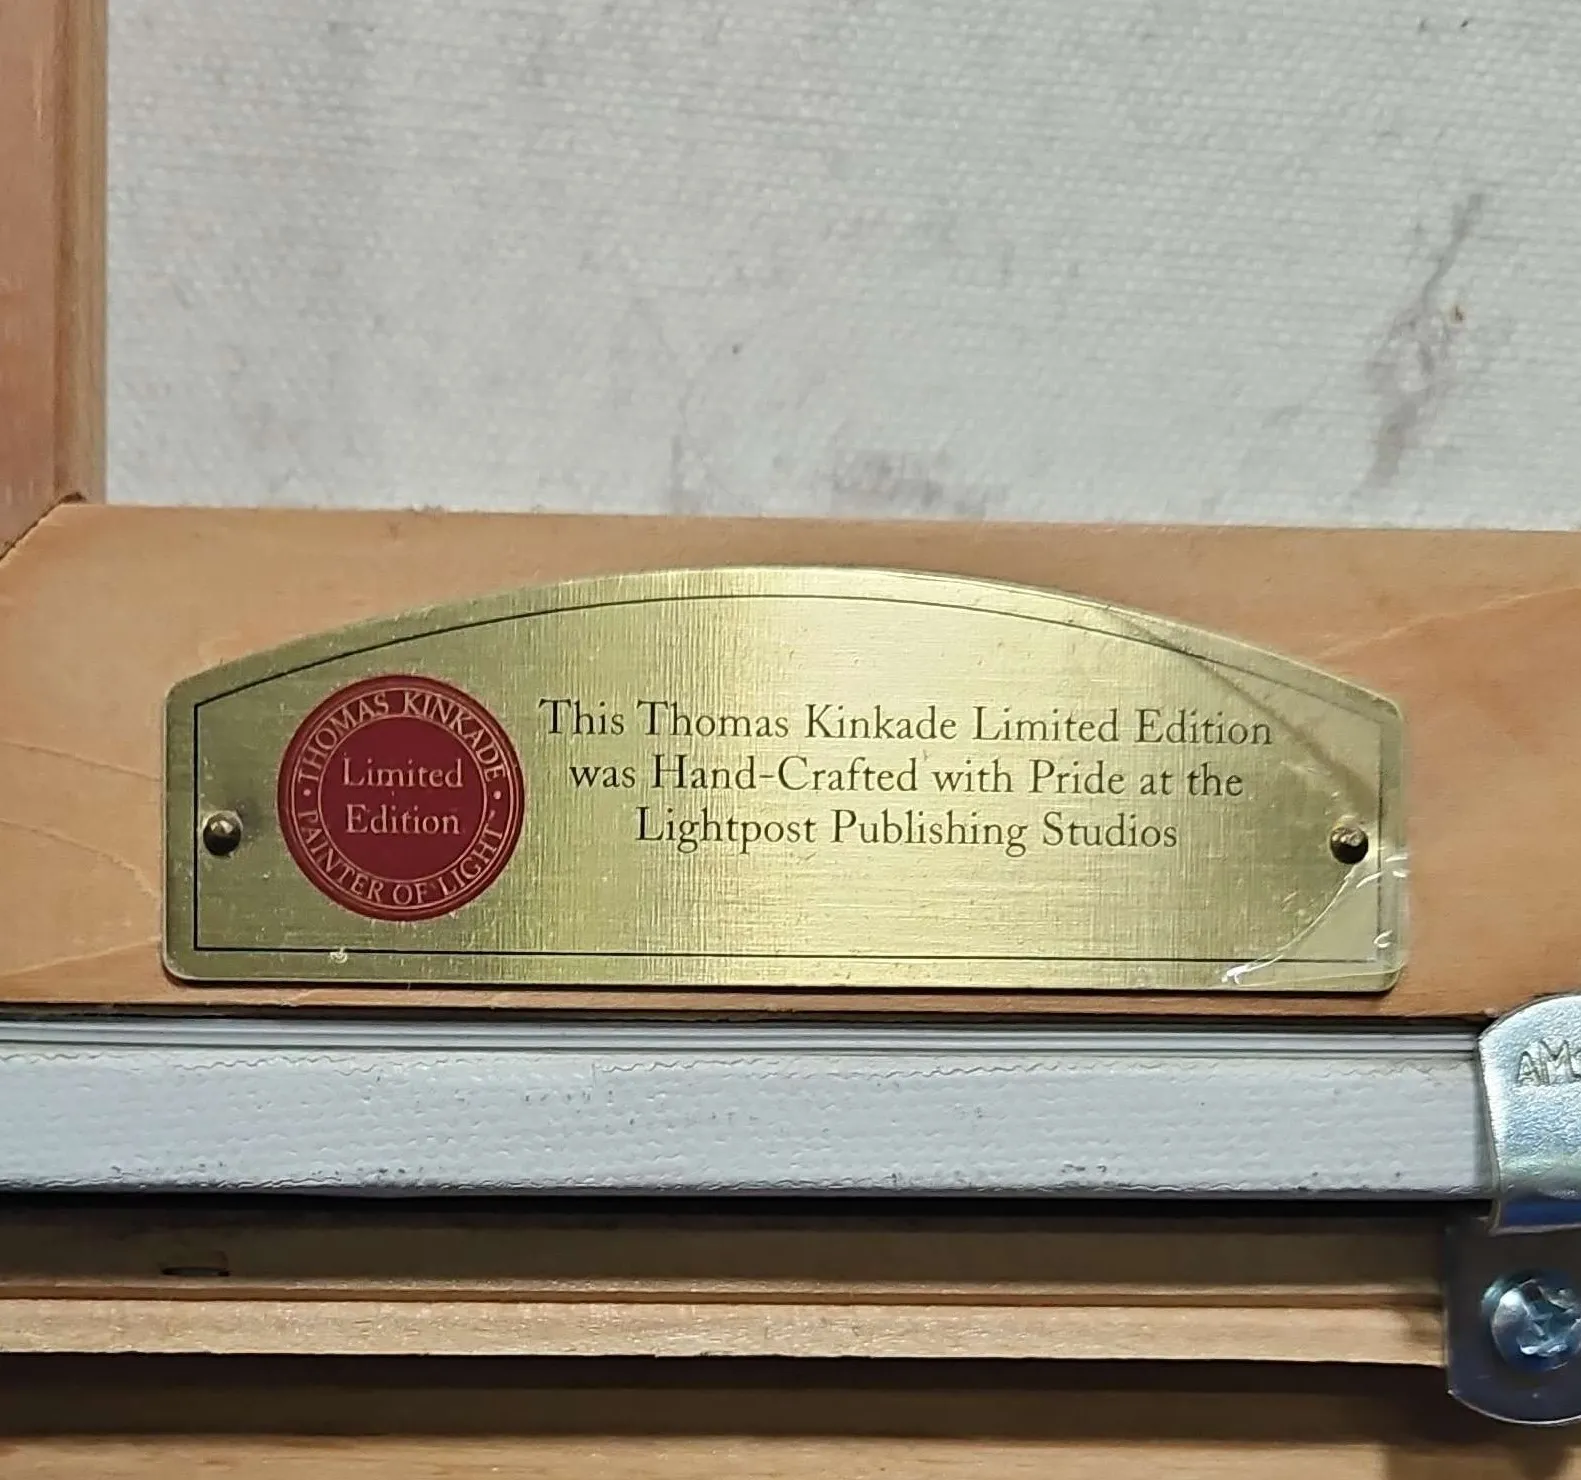 THOMAS KINKADE
Limited
Edition
PAINTER OF LIGHT™
This Thomas Kinkade Limited Edition
was Hand-Crafted with Pride at the
Lightpost Publishing Studios